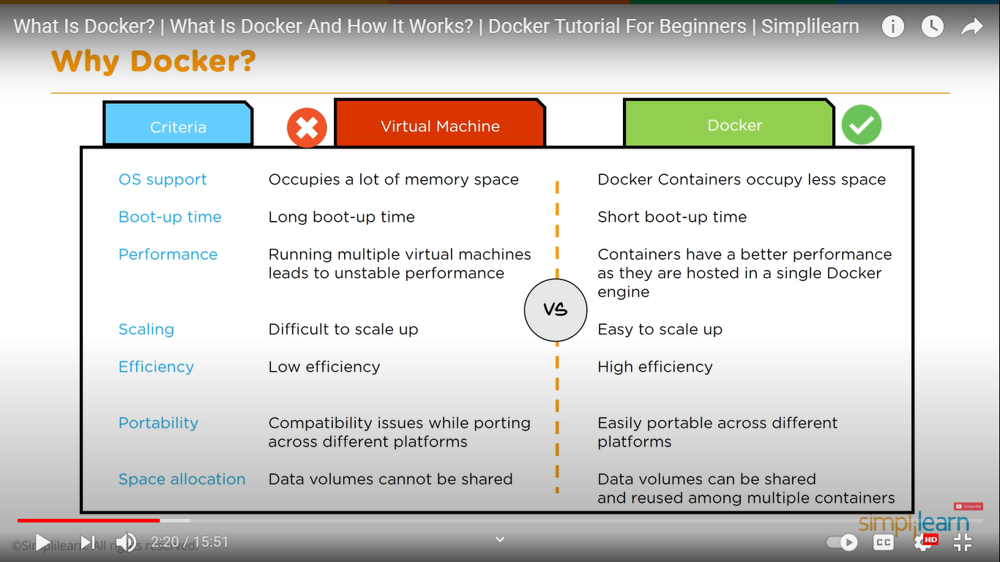 What Is Docker? | What Is Docker And How It Works? | Docker Tutorial For Beginners | Simplilearn
Why Docker?
Criteria
Virtual Machine
Docker
OS support
Occupies a lot of memory space
Docker Containers occupy less space
Boot-up time
Long boot-up time
Short boot-up time
Performance
Running multiple virtual machines
leads to unstable performance
Containers have a better performance
as they are hosted in a single Docker
engine
VS
Scaling
Difficult to scale up
Easy to scale up
Efficiency
Low efficiency
High efficiency
Portability
Compatibility issues while porting
across different platforms
Easily portable across different
platforms
Space allocation
Data volumes cannot be shared
Data volumes can be shared
and reused among multiple containers
Subscribe
simplilearn
©Simplilearn. All rights reserved.
2:20 / 15:51
CC
HD